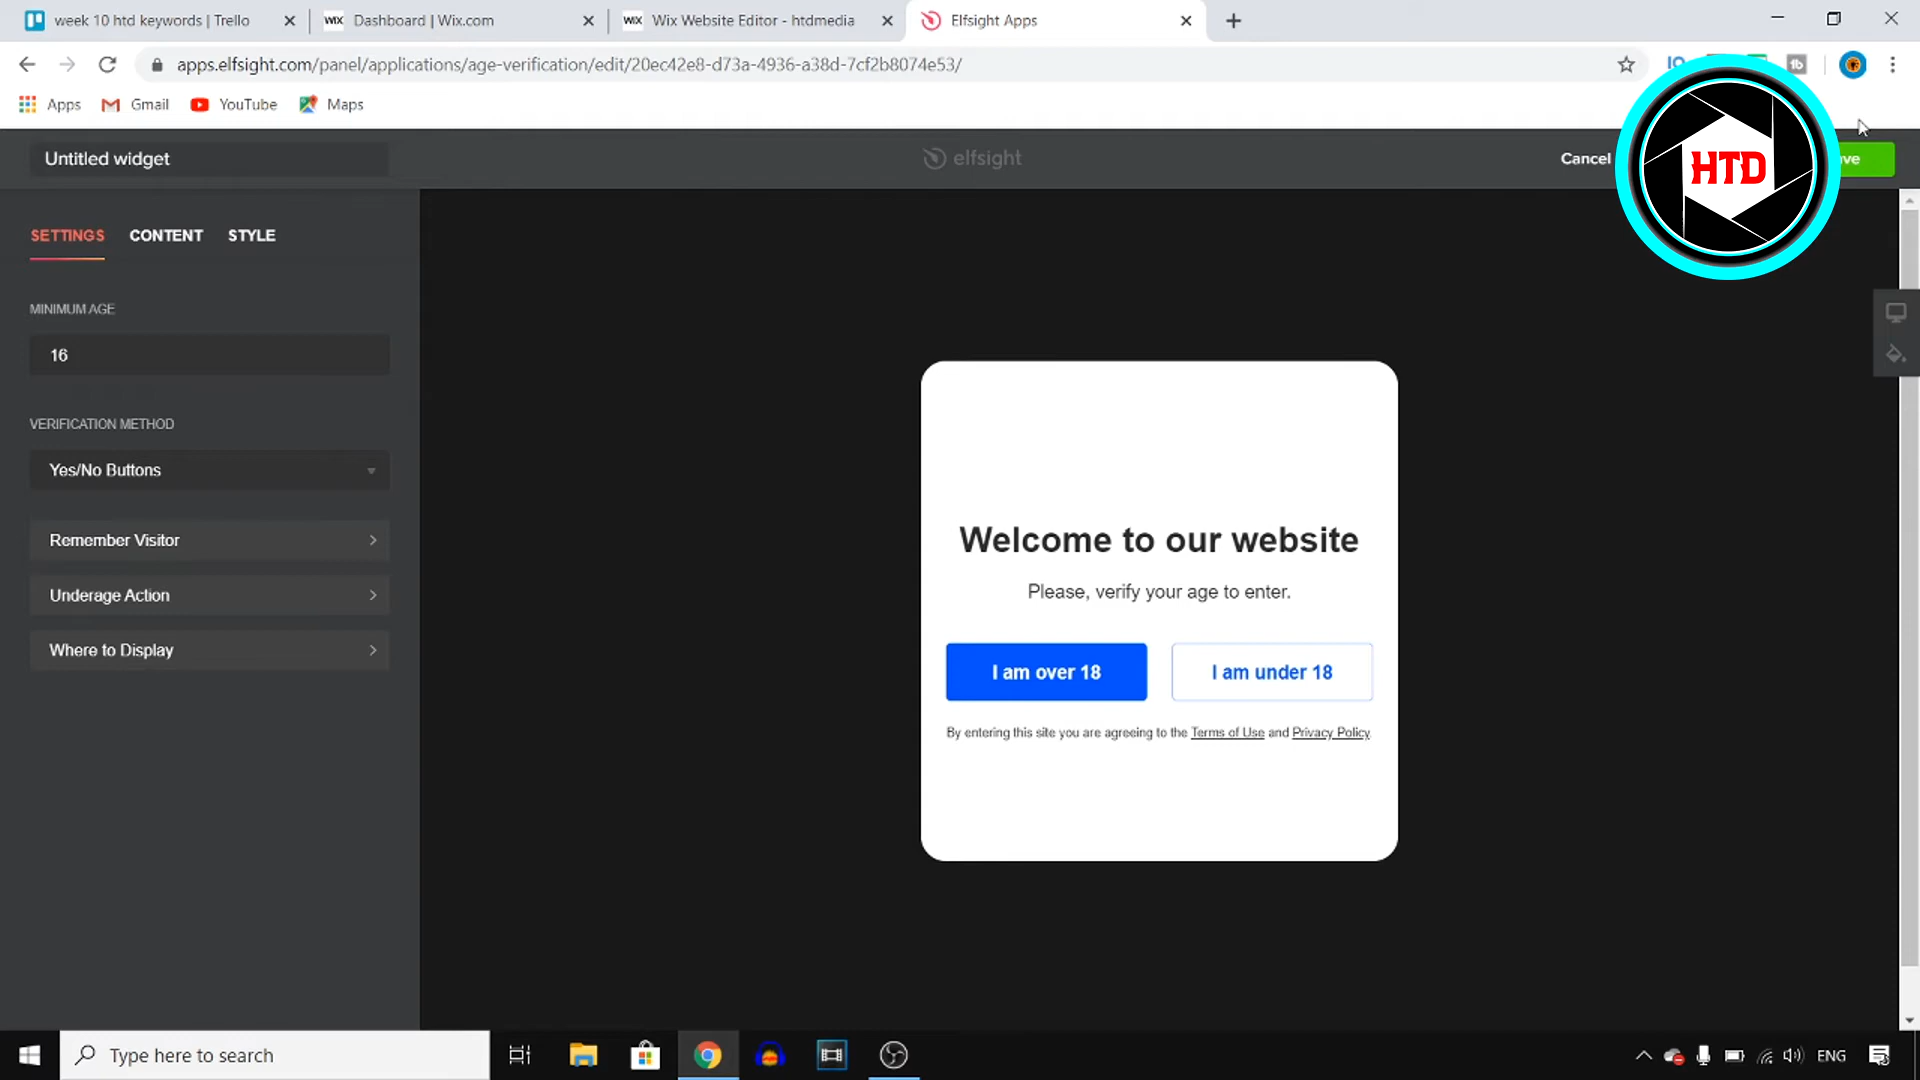 week 10 htd keywords | Trello
Dashboard | Wix.com
WIX Wix Website Editor - htdmedia
Elfsight Apps
apps.elfsight.com/panel/applications/age-verification/edit/20ec42e8-d73a-4936-a38d-7cf2b8074e53/
Apps Gmail YouTube Maps
Untitled widget
elfsight
Cancel
HTD
SETTINGS CONTENT STYLE
MINIMUM AGE
16
VERIFICATION METHOD
Yes/No Buttons
Remember Visitor
Underage Action
Where to Display
Welcome to our website
Please, verify your age to enter.
I am over 18
I am under 18
By entering this site you are agreeing to the Terms of Use and Privacy Policy.
Type here to search
ENG